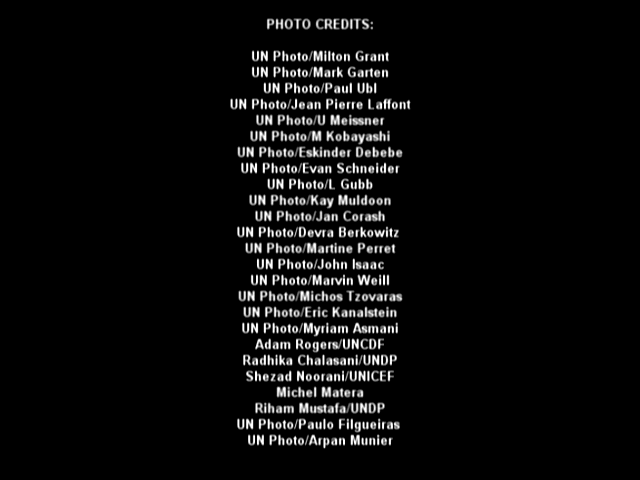 PHOTO CREDITS:
UN Photo/Milton Grant
UN Photo/Mark Garten
UN Photo/Paul Ubl
UN Photo/Jean Pierre Laffont
UN Photo/U Meissner
UN Photo/M Kobayashi
UN Photo/Eskinder Debebe
UN Photo/Evan Schneider
UN Photo/L Gubb
UN Photo/Kay Muldoon
UN Photo/Jan Corash
UN Photo/Devra Berkowitz
UN Photo/Martine Perret
UN Photo/John Isaac
UN Photo/Marvin Weill
UN Photo/Michos Tzovaras
UN Photo/Eric Kanalstein
UN Photo/Myriam Asmani
Adam Rogers/UNCDF
Radhika Chalasani/UNDP
Shezad Noorani/UNICEF
Michel Matera
Riham Mustafa/UNDP
UN Photo/Paulo Filgueiras
UN Photo/Arpan Munier